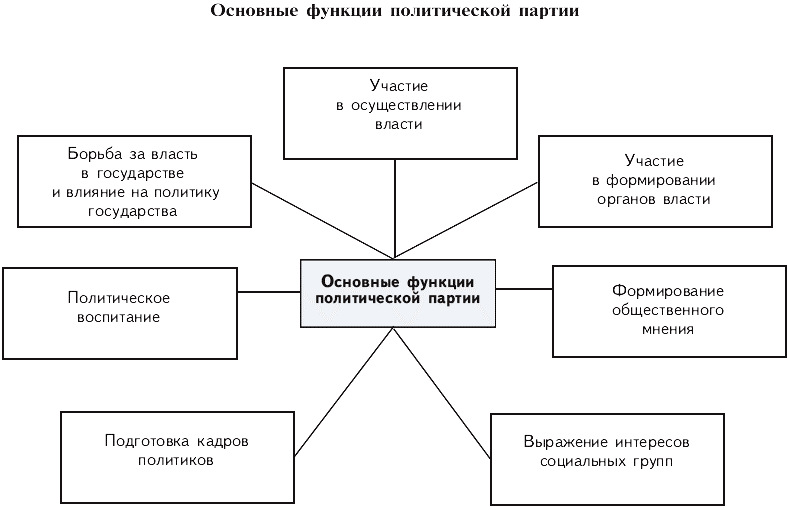 Основные функции политической партии
Участие
в осуществлении
власти
Борьба за власть
в государстве
и влияние на политику
государства
Участие
в формировании
органов власти
Основные функции
политической партии
Политическое
воспитание
Формирование
общественного
мнения
Подготовка кадров
политиков
Выражение интересов
социальных групп